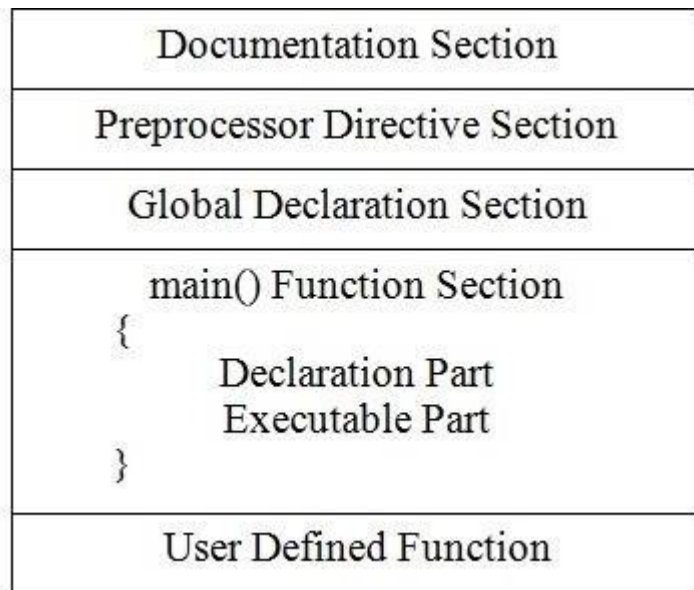 Documentation Section
Preprocessor Directive Section
Global Declaration Section
main() Function Section
{
Declaration Part
Executable Part
}
User Defined Function